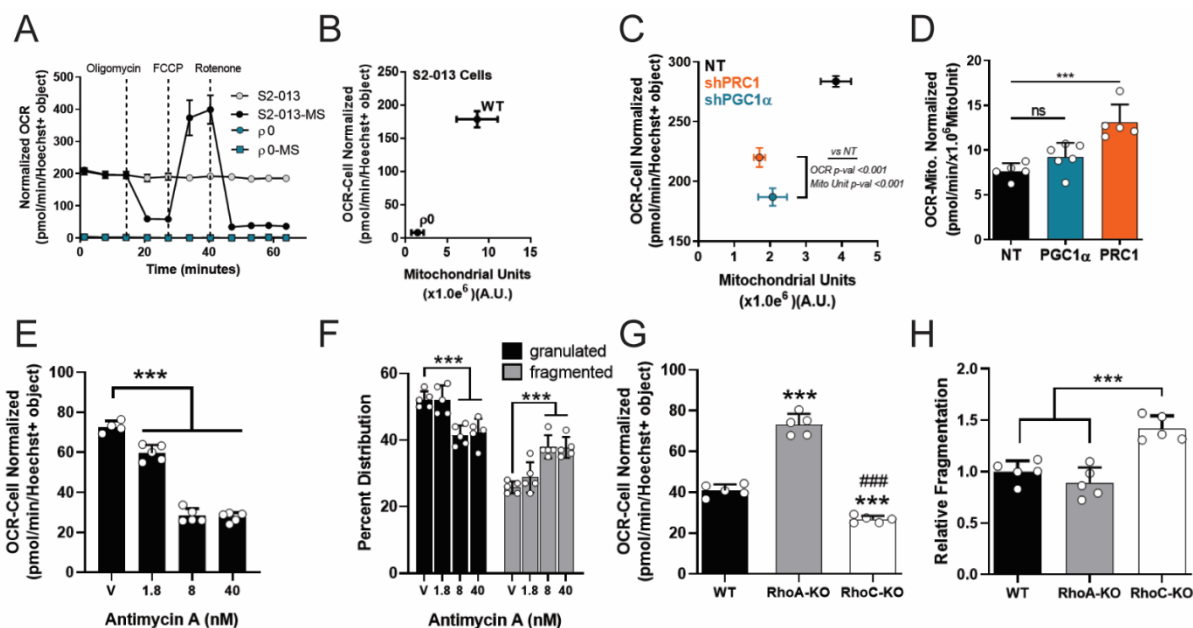 A
Oligomycin FCCP Rotenone
Normalized OCR
(pmol/min/Hoechst+ object)
500
400
300
200
100
0
0 20 40 60
Time (minutes)
S2-013
S2-013-MS
ρ0
ρ0-MS
B
S2-013 Cells
WT
ρ0
OCR-Cell Normalized
(pmol/min/Hoechst+ object)
250
200
150
100
50
0
0 5 10 15
Mitochondrial Units
(x1.0e⁶)(A.U.)
C
NT
shPRC1
shPGC1α
OCR-Cell Normalized
(pmol/min/Hoechst+ object)
300
250
200
150
vs NT
OCR p-val <0.001
Mito Unit p-val <0.001
0 1 2 3 4 5
Mitochondrial Units
(x1.0e⁶)(A.U.)
D
OCR-Mito. Normalized
(pmol/min/x1.0⁶MitoUnit)
20
15
10
5
0
***
ns
NT PGC1α PRC1
E
OCR-Cell Normalized
(pmol/min/Hoechst+ object)
100
80
60
40
20
0
***
V 1.8 8 40
Antimycin A (nM)
F
granulated
fragmented
Percent Distribution
60
40
20
0
*** ***
V 1.8 8 40 V 1.8 8 40
Antimycin A (nM)
G
OCR-Cell Normalized
(pmol/min/Hoechst+ object)
100
80
60
40
20
0
***
###
***
WT RhoA-KO RhoC-KO
H
Relative Fragmentation
2.0
1.5
1.0
0.5
0.0
***
WT RhoA-KO RhoC-KO